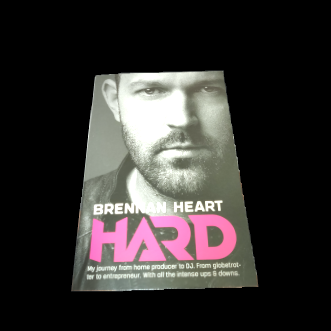 BRENNAN HEART
HARD
My journey from home producer to DJ. From globetrot-
ter to entrepreneur. With all the intense ups & downs.